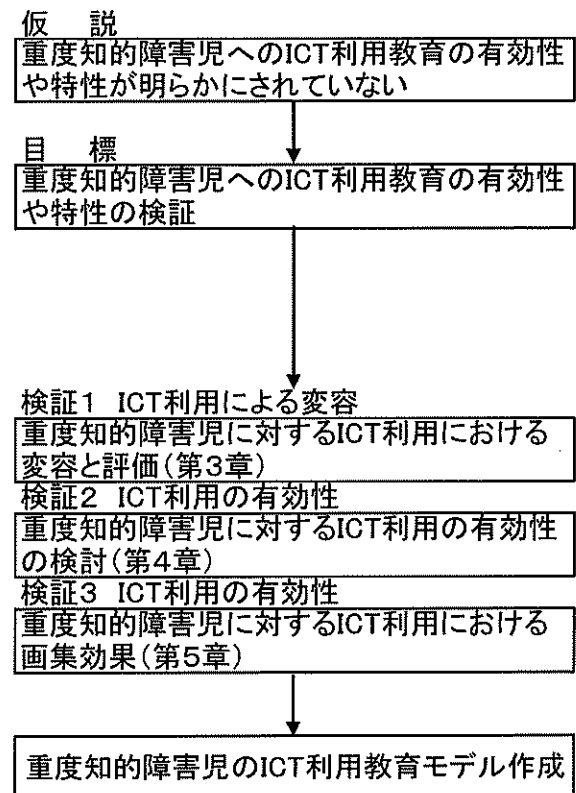 仮　説
重度知的障害児へのICT利用教育の有効性
や特性が明らかにされていない
目　標
重度知的障害児へのICT利用教育の有効性
や特性の検証
検証1 ICT利用による変容
重度知的障害児に対するICT利用における
変容と評価(第3章)
検証2 ICT利用の有効性
重度知的障害児に対するICT利用の有効性
の検討(第4章)
検証3 ICT利用の有効性
重度知的障害児に対するICT利用における
画集効果(第5章)
重度知的障害児のICT利用教育モデル作成